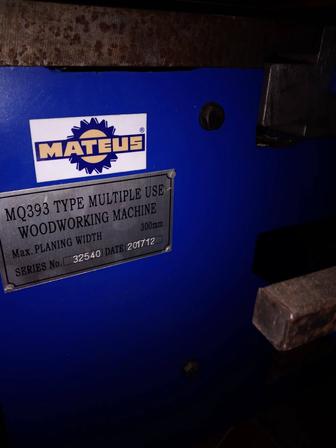 MATEUS®
MQ393 TYPE MULTIPLE USE
WOODWORKING MACHINE
Max. PLANING WIDTH 300mm
SERIES No. 32540 DATE 201712